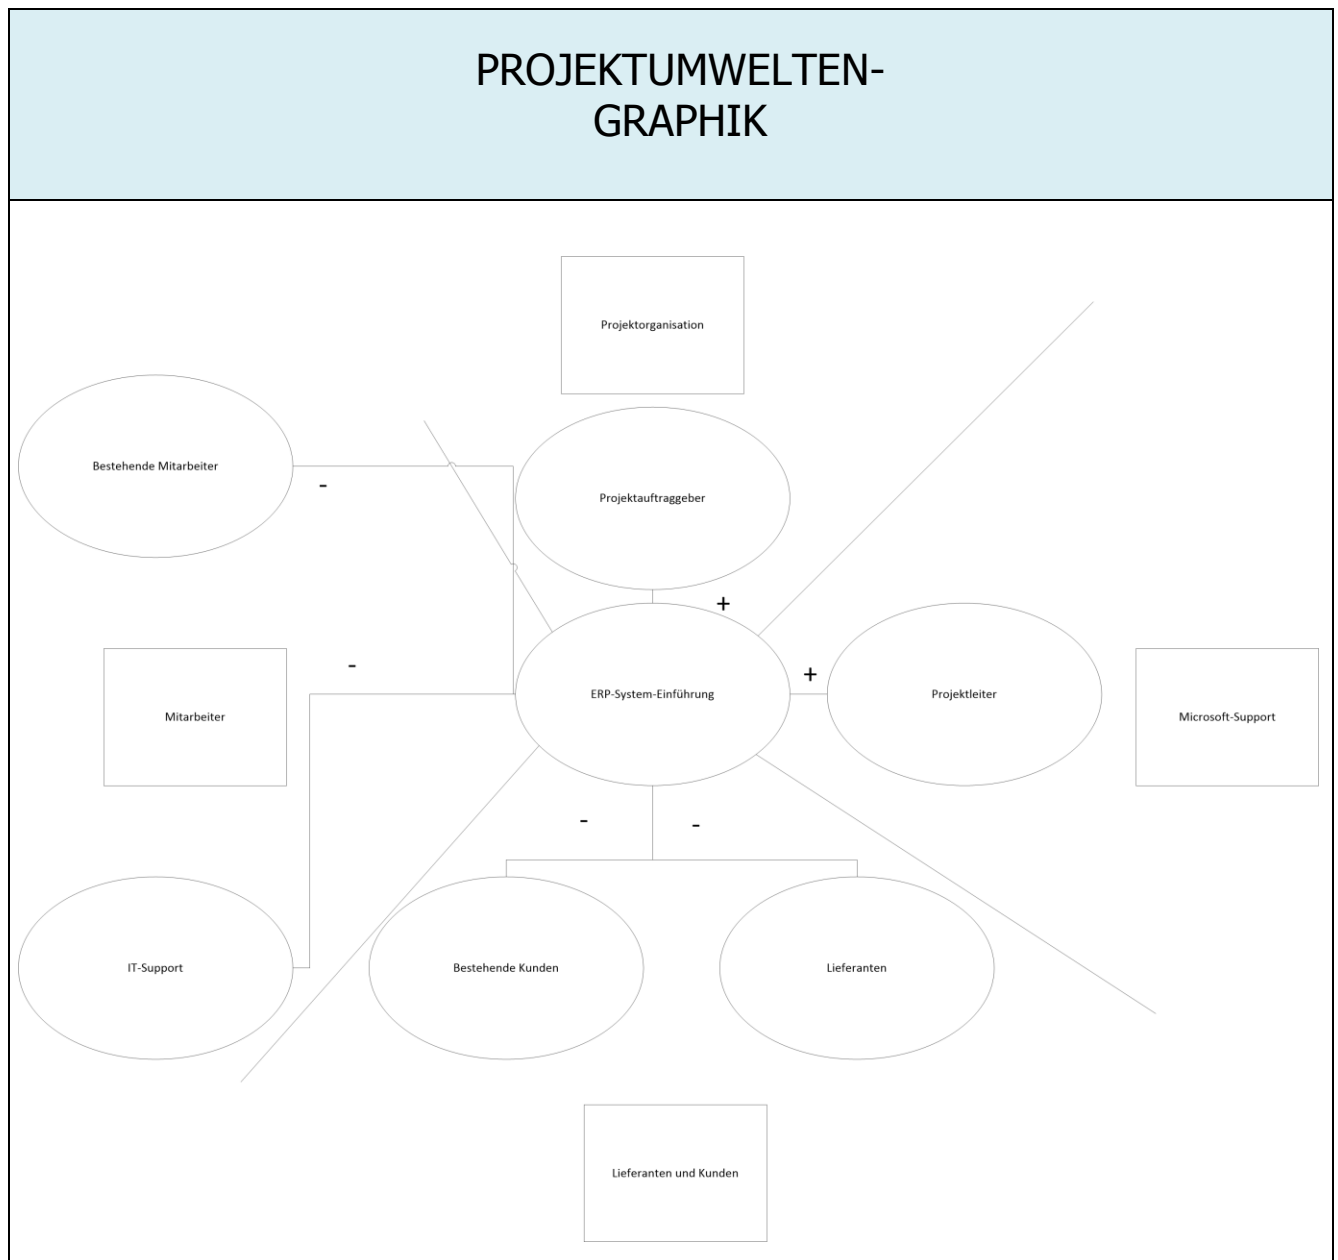 PROJEKTUMWELTEN-
GRAPHIK
Projektorganisation
Bestehende Mitarbeiter
-
Projektauftraggeber
+
-
+
Mitarbeiter
ERP-System-Einführung
Projektleiter
Microsoft-Support
-
-
IT-Support
Bestehende Kunden
Lieferanten
Lieferanten und Kunden